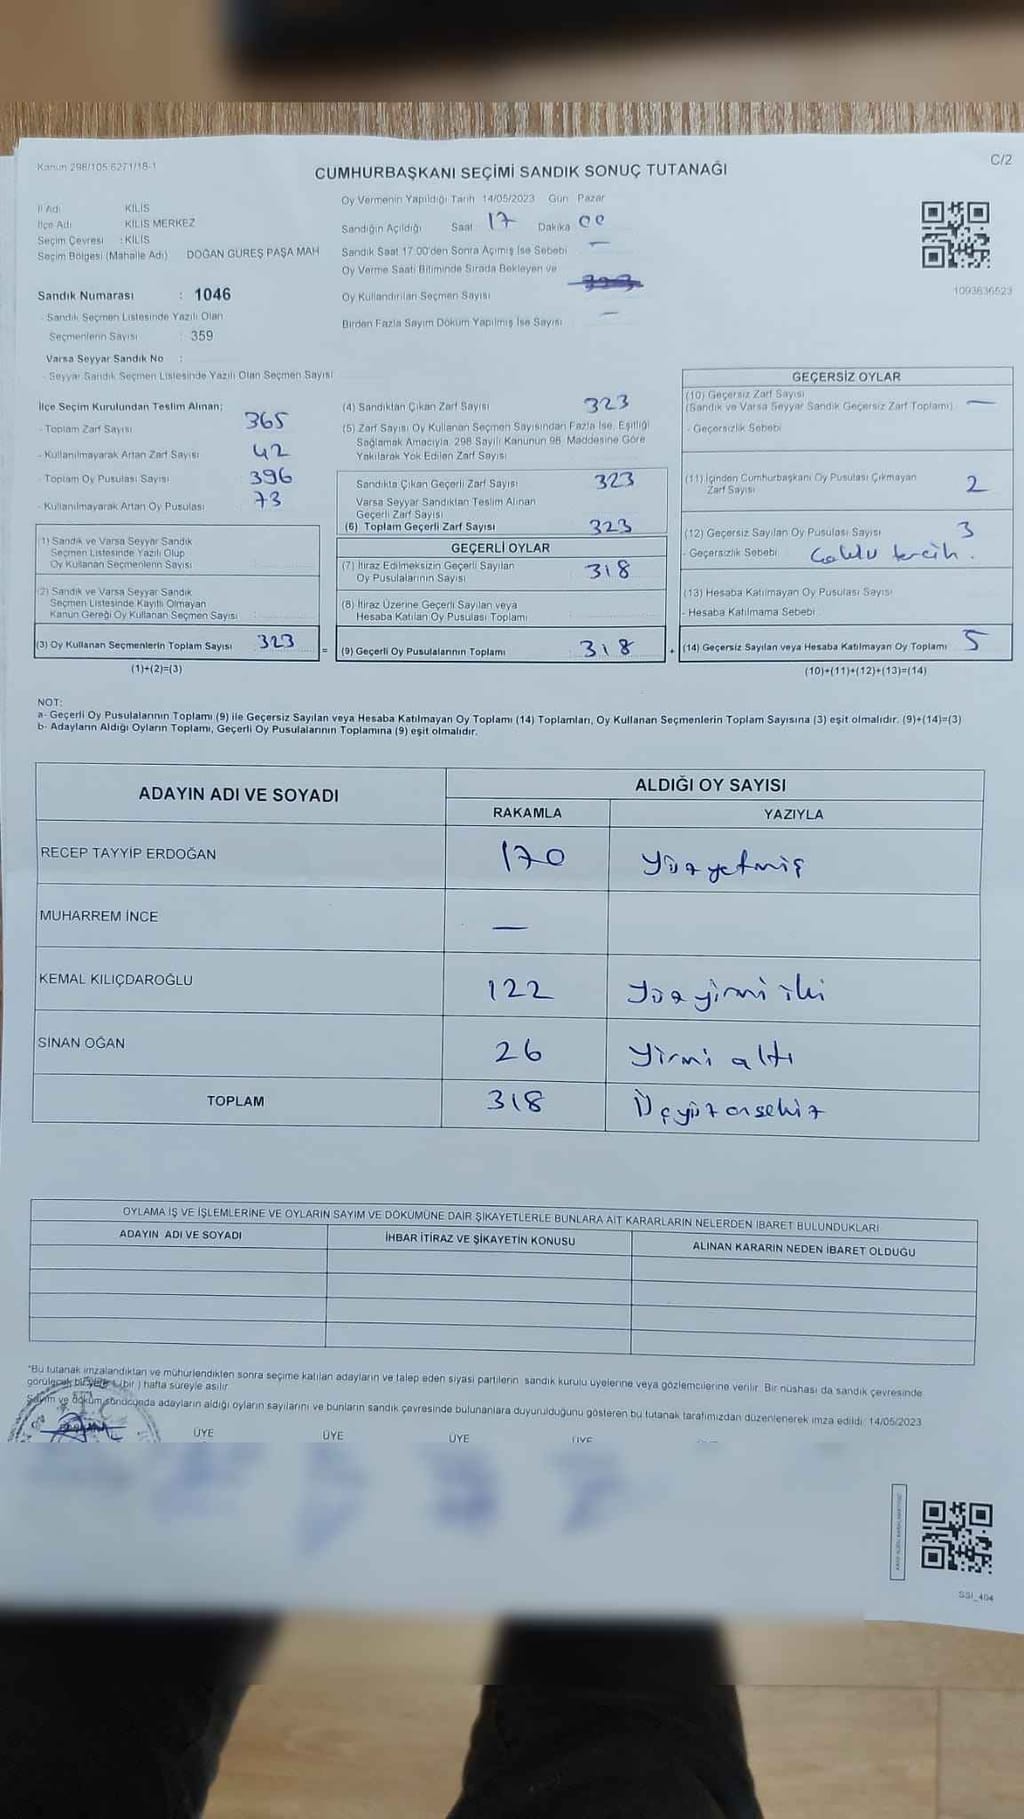 Kanun 298/105 6271/18-1
C/2
CUMHURBAŞKANI SEÇİMİ SANDIK SONUÇ TUTANAĞI
İl Adı KİLİS
İlçe Adı KİLİS MERKEZ
Seçim Çevresi : KİLİS
Seçim Bölgesi (Mahalle Adı) DOĞAN GÜREŞ PAŞA MAH
Sandık Numarası : 1046
- Sandık Seçmen Listesinde Yazılı Olan
Seçmenlerin Sayısı : 359
Varsa Seyyar Sandık No :
- Seyyar Sandık Seçmen Listesinde Yazılı Olan Seçmen Sayısı
Oy Vermenin Yapıldığı Tarih 14/05/2023 Gün Pazar
Sandığın Açıldığı Saat 17 Dakika 00
Sandık Saat 17:00'den Sonra Açılmış İse Sebebi —
Oy Verme Saati Bitiminde Sırada Bekleyen ve
Oy Kullandırılan Seçmen Sayısı
Birden Fazla Sayım Döküm Yapılmış İse Sayısı —
1093636523
İlçe Seçim Kurulundan Teslim Alınan:
- Toplam Zarf Sayısı 365
- Kullanılmayarak Artan Zarf Sayısı 42
- Toplam Oy Pusulası Sayısı 396
- Kullanılmayarak Artan Oy Pusulası 73
(1) Sandık ve Varsa Seyyar Sandık
Seçmen Listesinde Yazılı Olup
Oy Kullanan Seçmenlerin Sayısı
(2) Sandık ve Varsa Seyyar Sandık
Seçmen Listesinde Kayıtlı Olmayan
Kanun Gereği Oy Kullanan Seçmen Sayısı
(3) Oy Kullanan Seçmenlerin Toplam Sayısı 323
(1)+(2)=(3)
(4) Sandıktan Çıkan Zarf Sayısı 323
(5) Zarf Sayısı Oy Kullanan Seçmen Sayısından Fazla İse, Eşitliği
Sağlamak Amacıyla, 298 Sayılı Kanunun 98. Maddesine Göre
Yakılarak Yok Edilen Zarf Sayısı
Sandıkta Çıkan Geçerli Zarf Sayısı 323
Varsa Seyyar Sandıktan Teslim Alınan
Geçerli Zarf Sayısı
(6) Toplam Geçerli Zarf Sayısı 323
GEÇERLİ OYLAR
(7) İtiraz Edilmeksizin Geçerli Sayılan
Oy Pusulalarının Sayısı 318
(8) İtiraz Üzerine Geçerli Sayılan veya
Hesaba Katılan Oy Pusulası Toplamı
= (9) Geçerli Oy Pusulalarının Toplamı 318
GEÇERSİZ OYLAR
(10) Geçersiz Zarf Sayısı
(Sandık ve Varsa Seyyar Sandık Geçersiz Zarf Toplamı) —
- Geçersizlik Sebebi
(11) İçinden Cumhurbaşkanı Oy Pusulası Çıkmayan
Zarf Sayısı 2
(12) Geçersiz Sayılan Oy Pusulası Sayısı 3
- Geçersizlik Sebebi Çoklu tercih.
(13) Hesaba Katılmayan Oy Pusulası Sayısı
- Hesaba Katılmama Sebebi
+ (14) Geçersiz Sayılan veya Hesaba Katılmayan Oy Toplamı 5
(10)+(11)+(12)+(13)=(14)
NOT:
a- Geçerli Oy Pusulalarının Toplamı (9) ile Geçersiz Sayılan veya Hesaba Katılmayan Oy Toplamı (14) Toplamları, Oy Kullanan Seçmenlerin Toplam Sayısına (3) eşit olmalıdır. (9)+(14)=(3)
b- Adayların Aldığı Oyların Toplamı, Geçerli Oy Pusulalarının Toplamına (9) eşit olmalıdır.
ADAYIN ADI VE SOYADI
ALDIĞI OY SAYISI
RAKAMLA YAZIYLA
RECEP TAYYİP ERDOĞAN 170 Yüz yetmiş
MUHARREM İNCE —
KEMAL KILIÇDAROĞLU 122 Yüz yirmi iki
SİNAN OĞAN 26 Yirmi altı
TOPLAM 318 Üçyüz onsekiz
OYLAMA İŞ VE İŞLEMLERİNE VE OYLARIN SAYIM VE DÖKÜMÜNE DAİR ŞİKAYETLERLE BUNLARA AİT KARARLARIN NELERDEN İBARET BULUNDUKLARI
ADAYIN ADI VE SOYADI İHBAR İTİRAZ VE ŞİKAYETİN KONUSU ALINAN KARARIN NEDEN İBARET OLDUĞU
*Bu tutanak imzalandıktan ve mühürlendikten sonra seçime katılan adayların ve talep eden siyasi partilerin sandık kurulu üyelerine veya gözlemcilerine verilir. Bir nüshası da sandık çevresinde
görülecek bir yere 1 (bir ) hafta süreyle asılır
Sayım ve döküm sonucunda adayların aldığı oyların sayılarını ve bunların sandık çevresinde bulunanlara duyurulduğunu gösteren bu tutanak tarafımızdan düzenlenerek imza edildi. 14/05/2023
ÜYE ÜYE ÜYE ÜYE
SSI_404